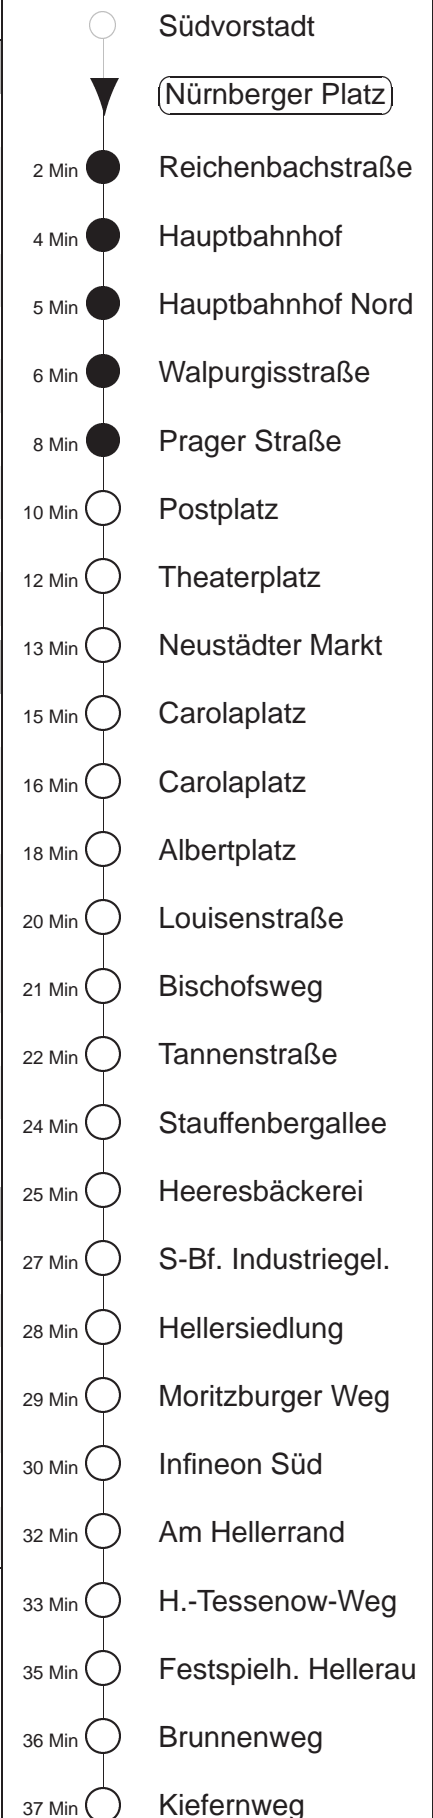 Südvorstadt
Nürnberger Platz
2 Min Reichenbachstraße
4 Min Hauptbahnhof
5 Min Hauptbahnhof Nord
6 Min Walpurgisstraße
8 Min Prager Straße
10 Min Postplatz
12 Min Theaterplatz
13 Min Neustädter Markt
15 Min Carolaplatz
16 Min Carolaplatz
18 Min Albertplatz
20 Min Louisenstraße
21 Min Bischofsweg
22 Min Tannenstraße
24 Min Stauffenbergallee
25 Min Heeresbäckerei
27 Min S-Bf. Industriegel.
28 Min Hellersiedlung
29 Min Moritzburger Weg
30 Min Infineon Süd
32 Min Am Hellerrand
33 Min H.-Tessenow-Weg
35 Min Festspielh. Hellerau
36 Min Brunnenweg
37 Min Kiefernweg